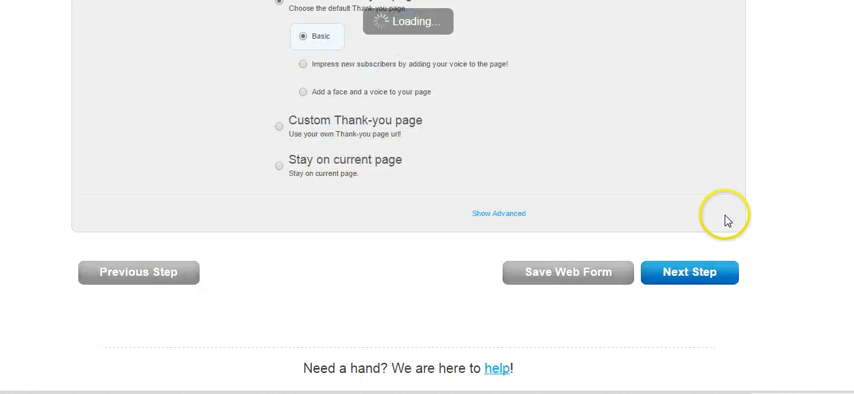 Choose the default Thank-you page.
Loading...
Basic
Impress new subscribers by adding your voice to the page!
Add a face and a voice to your page
Custom Thank-you page
Use your own Thank-you page url!
Stay on current page
Stay on current page.
Show Advanced
Previous Step
Save Web Form
Next Step
Need a hand? We are here to help!